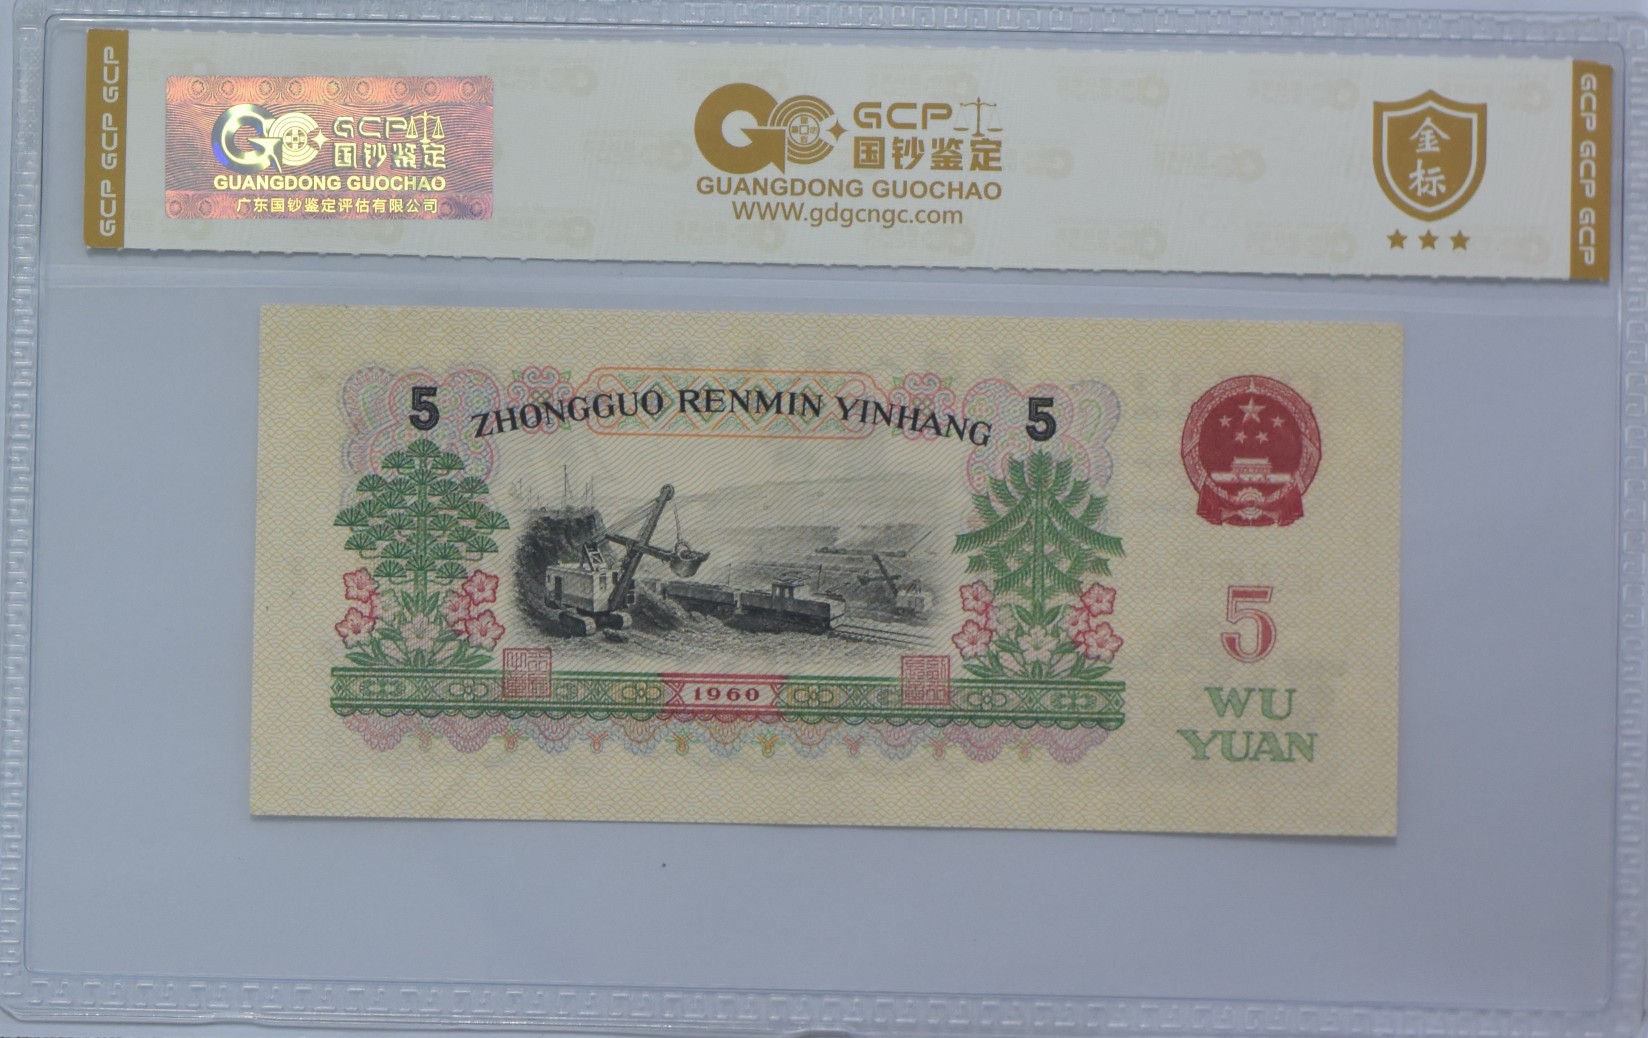 GCP GCP GCP
GCP
国钞鉴定
GUANGDONG GUOCHAO
广东国钞鉴定评估有限公司
GCP
国钞鉴定
GUANGDONG GUOCHAO
WWW.gdgcngc.com
金
标
GCP GCP GCP
5 ZHONGGUO RENMIN YINHANG 5
1960
5
WU
YUAN